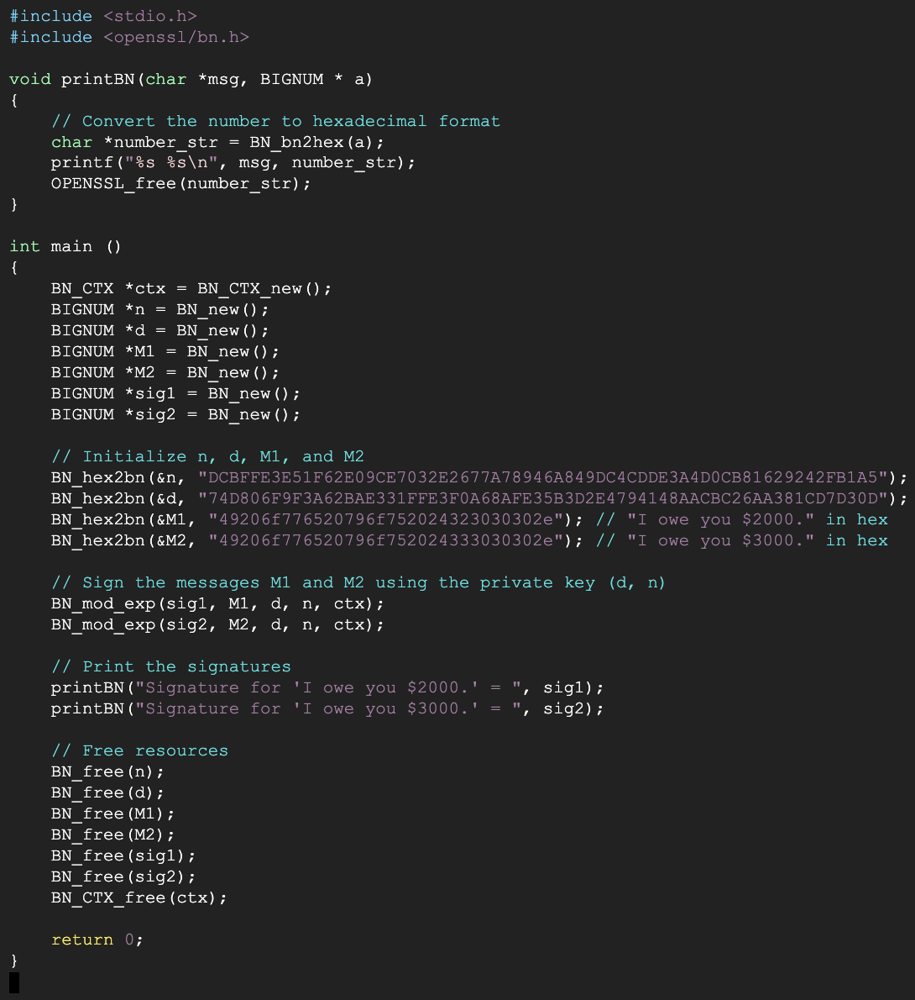 #include <stdio.h>
#include <openssl/bn.h>

void printBN(char *msg, BIGNUM * a)
{
    // Convert the number to hexadecimal format
    char *number_str = BN_bn2hex(a);
    printf("%s %s\n", msg, number_str);
    OPENSSL_free(number_str);
}

int main ()
{
    BN_CTX *ctx = BN_CTX_new();
    BIGNUM *n = BN_new();
    BIGNUM *d = BN_new();
    BIGNUM *M1 = BN_new();
    BIGNUM *M2 = BN_new();
    BIGNUM *sig1 = BN_new();
    BIGNUM *sig2 = BN_new();

    // Initialize n, d, M1, and M2
    BN_hex2bn(&n, "DCBFFE3E51F62E09CE7032E2677A78946A849DC4CDDE3A4D0CB81629242FB1A5");
    BN_hex2bn(&d, "74D806F9F3A62BAE331FFE3F0A68AFE35B3D2E4794148AACBC26AA381CD7D30D");
    BN_hex2bn(&M1, "49206f776520796f752024323030302e"); // "I owe you $2000." in hex
    BN_hex2bn(&M2, "49206f776520796f752024333030302e"); // "I owe you $3000." in hex

    // Sign the messages M1 and M2 using the private key (d, n)
    BN_mod_exp(sig1, M1, d, n, ctx);
    BN_mod_exp(sig2, M2, d, n, ctx);

    // Print the signatures
    printBN("Signature for 'I owe you $2000.' = ", sig1);
    printBN("Signature for 'I owe you $3000.' = ", sig2);

    // Free resources
    BN_free(n);
    BN_free(d);
    BN_free(M1);
    BN_free(M2);
    BN_free(sig1);
    BN_free(sig2);
    BN_CTX_free(ctx);

    return 0;
}